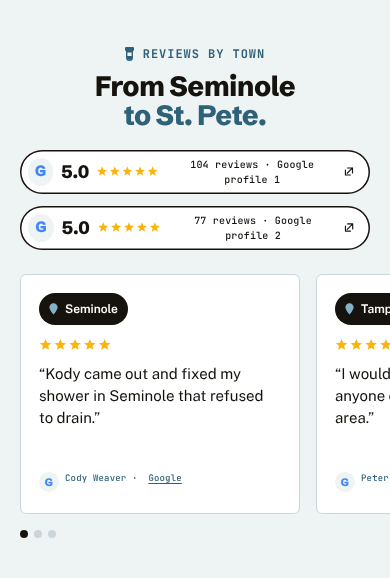 REVIEWS BY TOWN
From Seminole
to St. Pete.
G 5.0 104 reviews · Google
profile 1
G 5.0 77 reviews · Google
profile 2
Seminole
“Kody came out and fixed my
shower in Seminole that refused
to drain.”
G Cody Weaver · Google
Tamp
“I would
anyone
area.”
G Peter